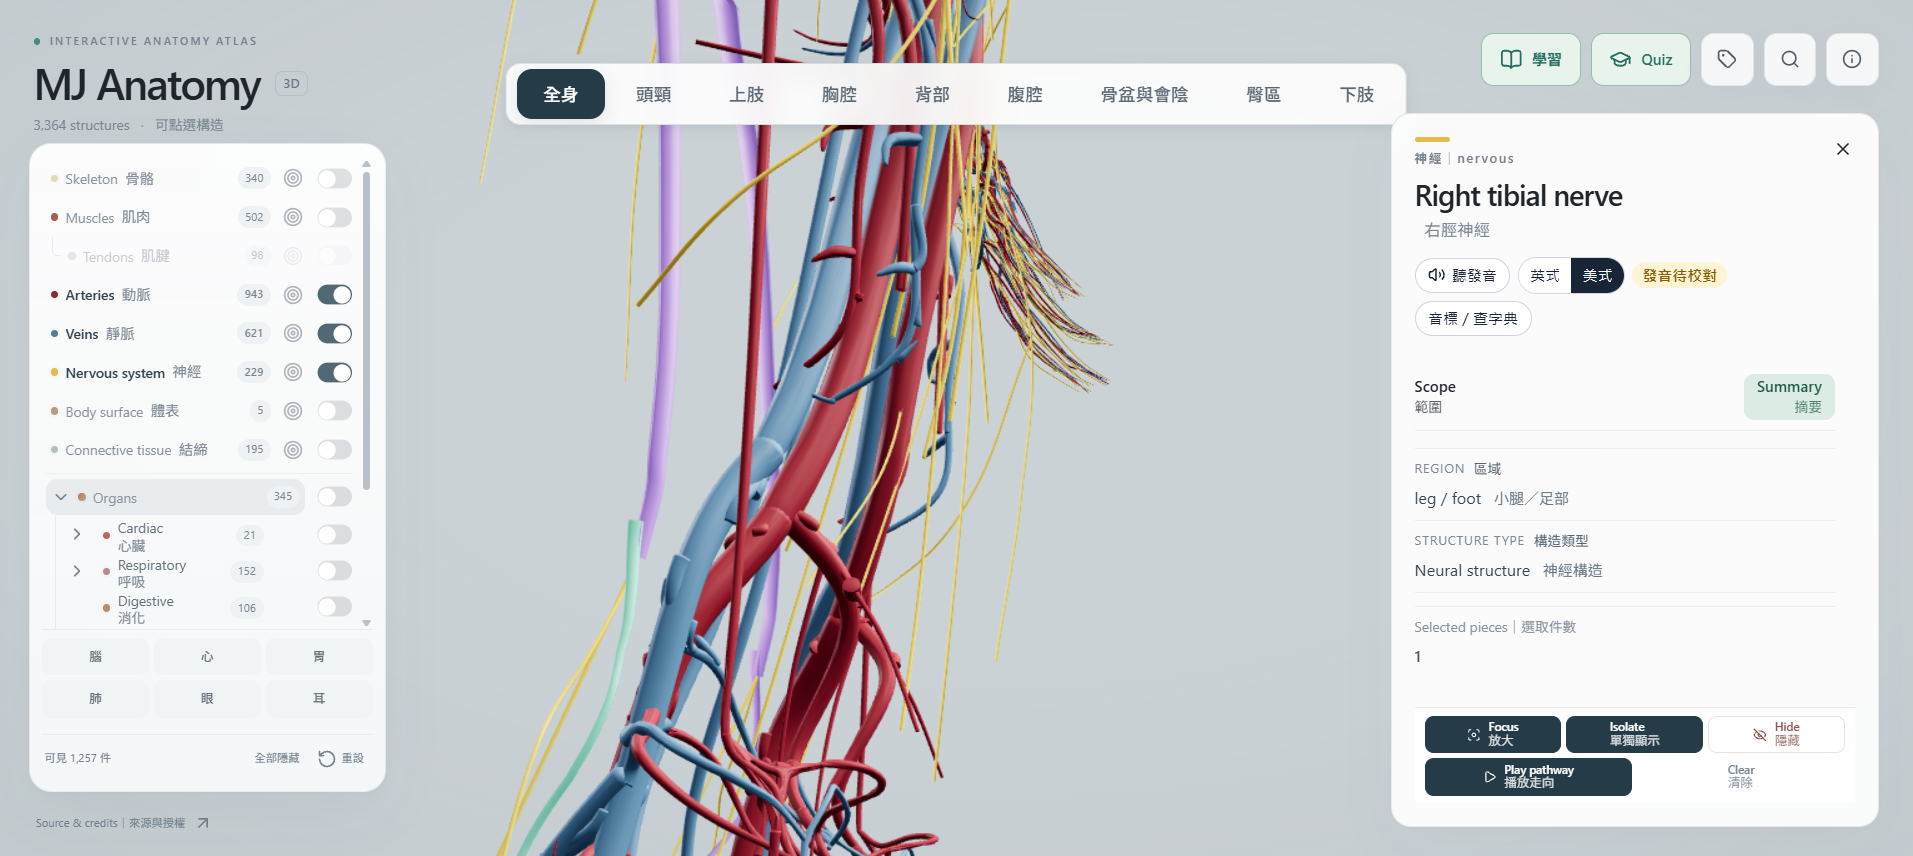 INTERACTIVE ANATOMY ATLAS
MJ Anatomy 3D
3,364 structures · 可點選構造
Skeleton 骨骼 340
Muscles 肌肉 502
Tendons 肌腱 98
Arteries 動脈 943
Veins 靜脈 621
Nervous system 神經 229
Body surface 體表 5
Connective tissue 結締 195
Organs 345
Cardiac 21
心臟
Respiratory 152
呼吸
Digestive 106
消化
腦 心 胃
肺 眼 耳
可見 1,257 件 全部隱藏 重設
Source & credits | 來源與授權
全身 頭頸 上肢 胸腔 背部 腹腔 骨盆與會陰 臀區 下肢
學習 Quiz
神經 | nervous
Right tibial nerve
右脛神經
聽發音 英式 美式 發音待校對
音標 / 查字典
Scope
範圍
Summary
摘要
REGION 區域
leg / foot 小腿／足部
STRUCTURE TYPE 構造類型
Neural structure 神經構造
Selected pieces | 選取件數
1
Focus
放大
Isolate
單獨顯示
Hide
隱藏
Play pathway
播放走向
Clear
清除